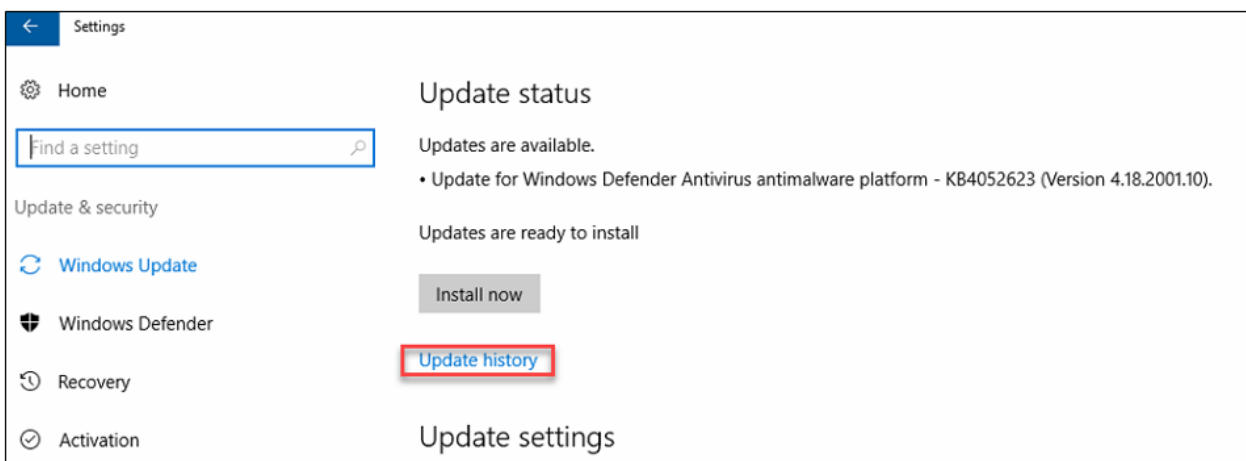 Settings
Home
Find a setting
Update & security
Windows Update
Windows Defender
Recovery
Activation
Update status
Updates are available.
• Update for Windows Defender Antivirus antimalware platform - KB4052623 (Version 4.18.2001.10).
Updates are ready to install
Install now
Update history
Update settings